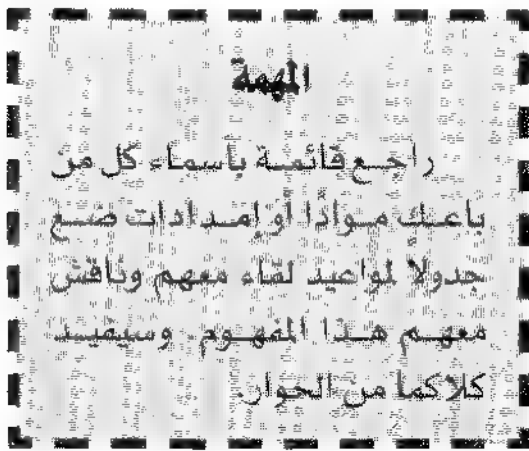 المهمة
راجع قائمة بأسماء كل من
باعك موادًا أو إمدادات ضع
جدولاً لمواعيد لقاء معهم وناقش
معهم هذا المفهوم. وسيفيد
كلاكما من الحوار.